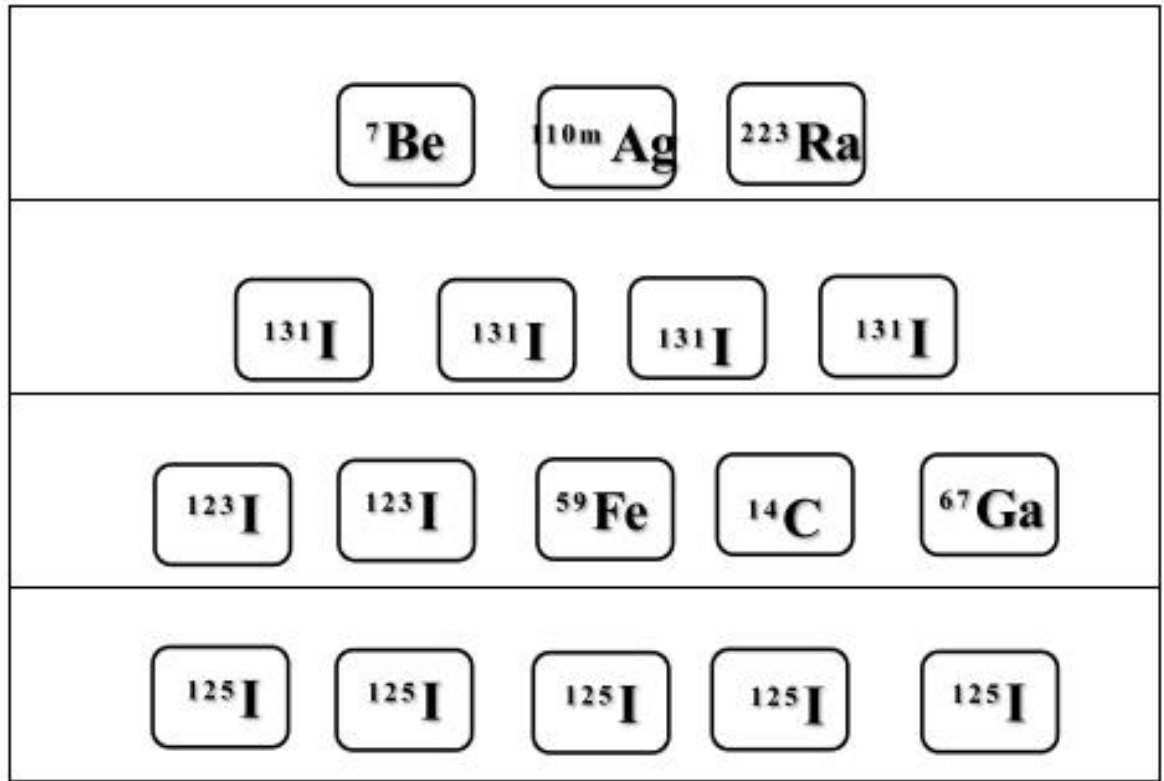 ⁷Be ¹¹⁰ᵐAg ²²³Ra
¹³¹I ¹³¹I ¹³¹I ¹³¹I
¹²³I ¹²³I ⁵⁹Fe ¹⁴C ⁶⁷Ga
¹²⁵I ¹²⁵I ¹²⁵I ¹²⁵I ¹²⁵I